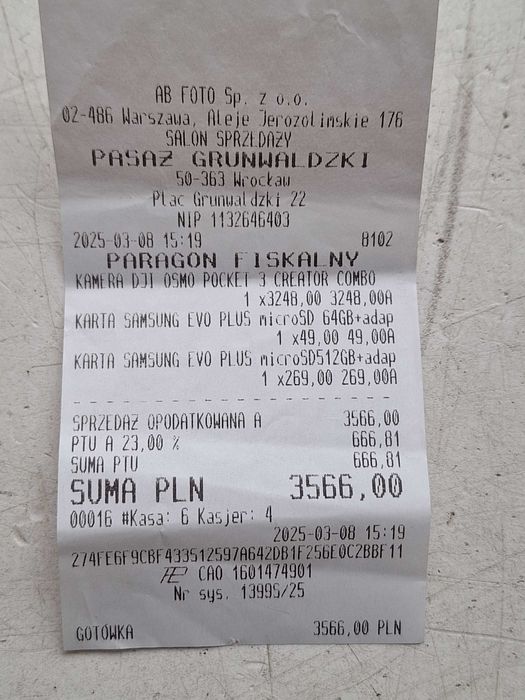 AB FOTO Sp. z o.o.
02-486 Warszawa, Aleje Jerozolimskie 176
SALON SPRZEDAŻY
PASAŻ GRUNWALDZKI
50-363 Wrocław
Plac Grunwaldzki 22
NIP 1132646403
2025-03-08 15:19 8102
PARAGON FISKALNY
KAMERA DJI OSMO POCKET 3 CREATOR COMBO
1 x3248,00 3248,00A
KARTA SAMSUNG EVO PLUS microSD 64GB+adap
1 x49,00 49,00A
KARTA SAMSUNG EVO PLUS microSD512GB+adap
1 x269,00 269,00A
SPRZEDAŻ OPODATKOWANA A 3566,00
PTU A 23,00 % 666,81
SUMA PTU 666,81
SUMA PLN 3566,00
00016 #Kasa: 6 Kasjer: 4
2025-03-08 15:19
274FE6F9CBF433512597A642DB1F256E0C2BBF11
CAO 1601474901
Nr sys. 13995/25
GOTÓWKA 3566,00 PLN